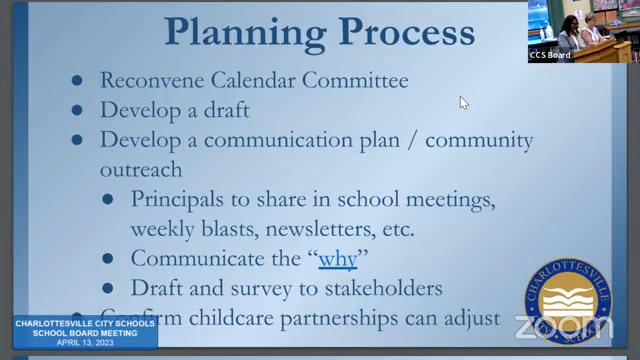 Planning Process
CCS Board
● Reconvene Calendar Committee
● Develop a draft
● Develop a communication plan / community
outreach
● Principals to share in school meetings,
weekly blasts, newsletters, etc.
● Communicate the “why”
● Draft and survey to stakeholders
childcare partnerships can adjust
CHARLOTTESVILLE CITY SCHOOLS
SCHOOL BOARD MEETING
APRIL 13, 2023
CHARLOTTESVILLE
zoom